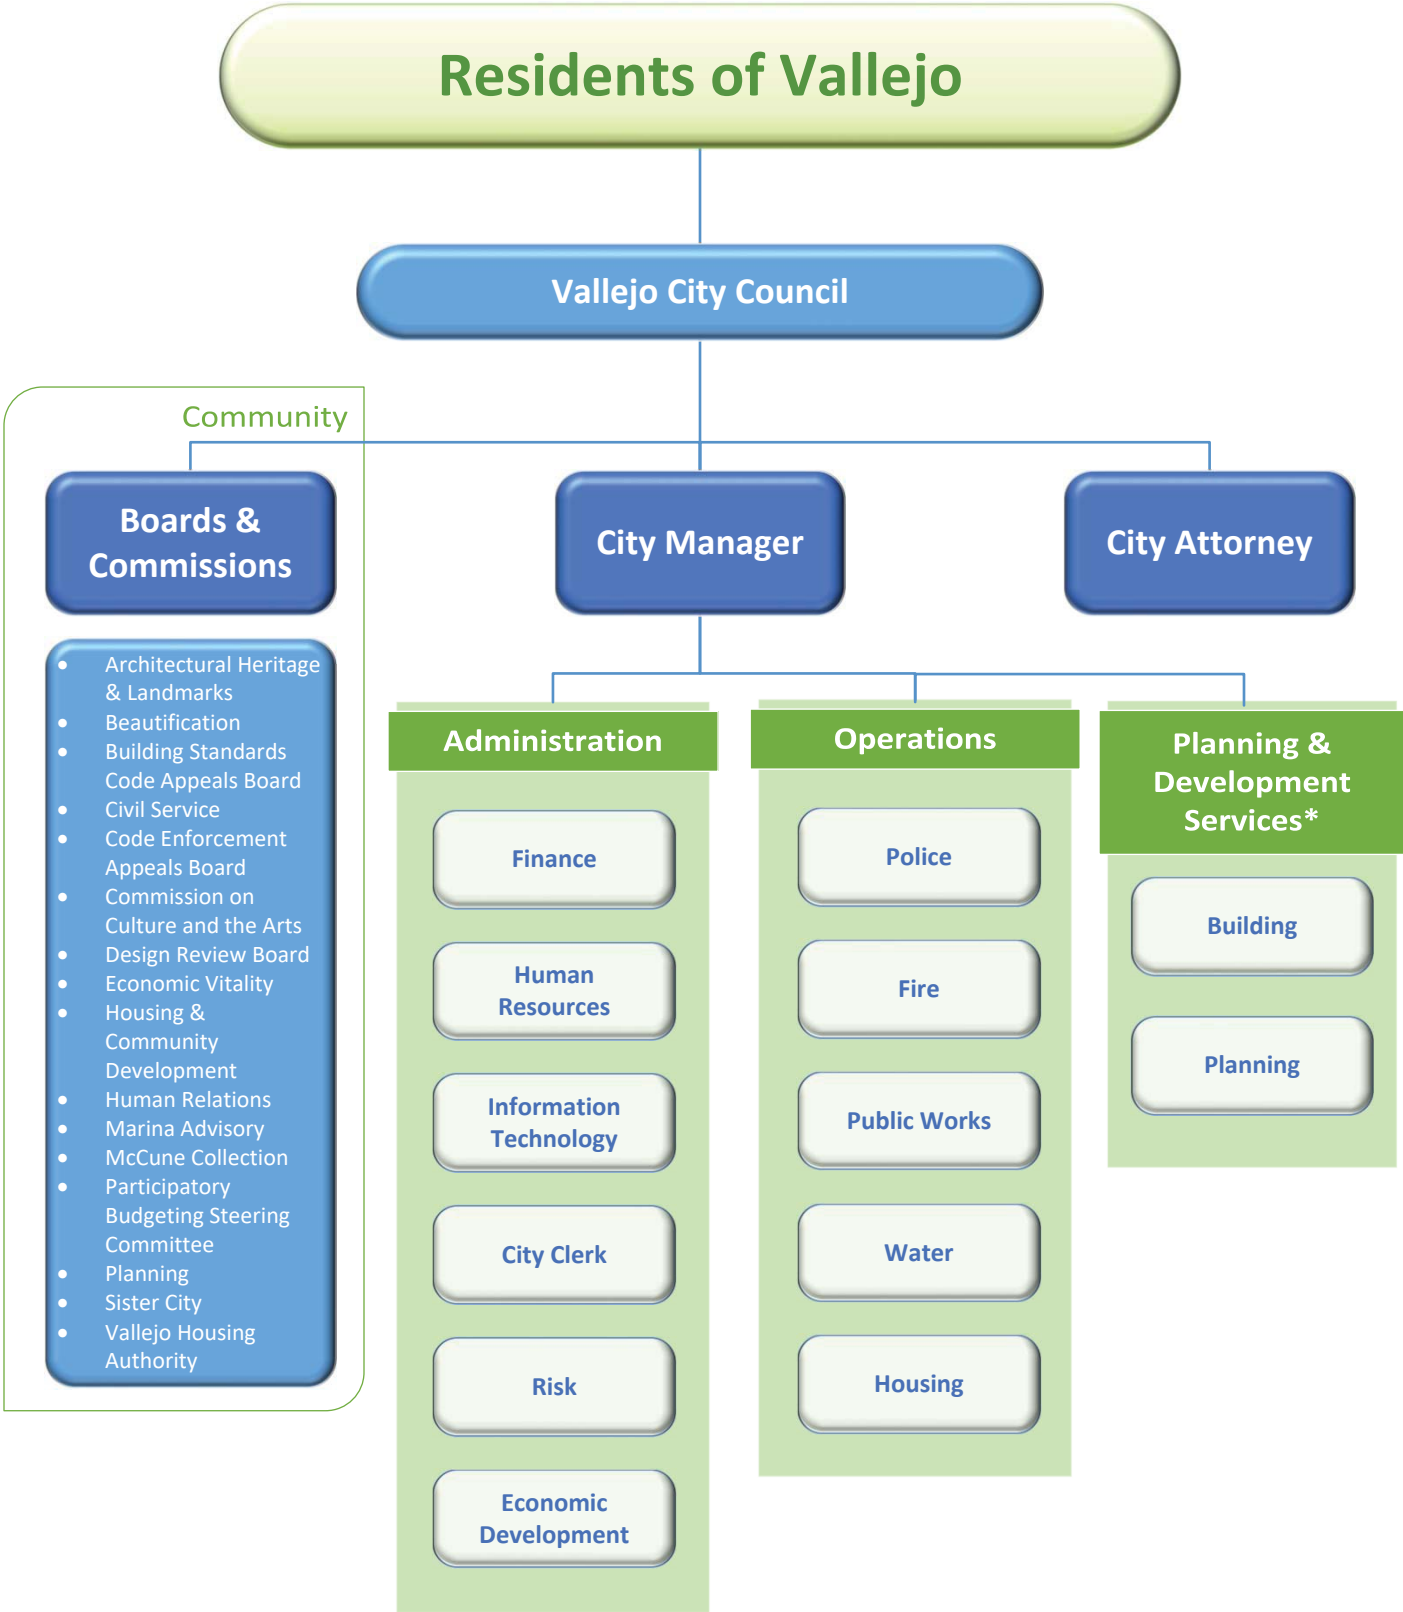 Residents of Vallejo
Vallejo City Council
Community
Boards &
Commissions
City Manager
City Attorney
• Architectural Heritage
& Landmarks
• Beautification
• Building Standards
Code Appeals Board
• Civil Service
• Code Enforcement
Appeals Board
• Commission on
Culture and the Arts
• Design Review Board
• Economic Vitality
• Housing &
Community
Development
• Human Relations
• Marina Advisory
• McCune Collection
• Participatory
Budgeting Steering
Committee
• Planning
• Sister City
• Vallejo Housing
Authority
Administration
Finance
Human
Resources
Information
Technology
City Clerk
Risk
Economic
Development
Operations
Police
Fire
Public Works
Water
Housing
Planning &
Development
Services*
Building
Planning